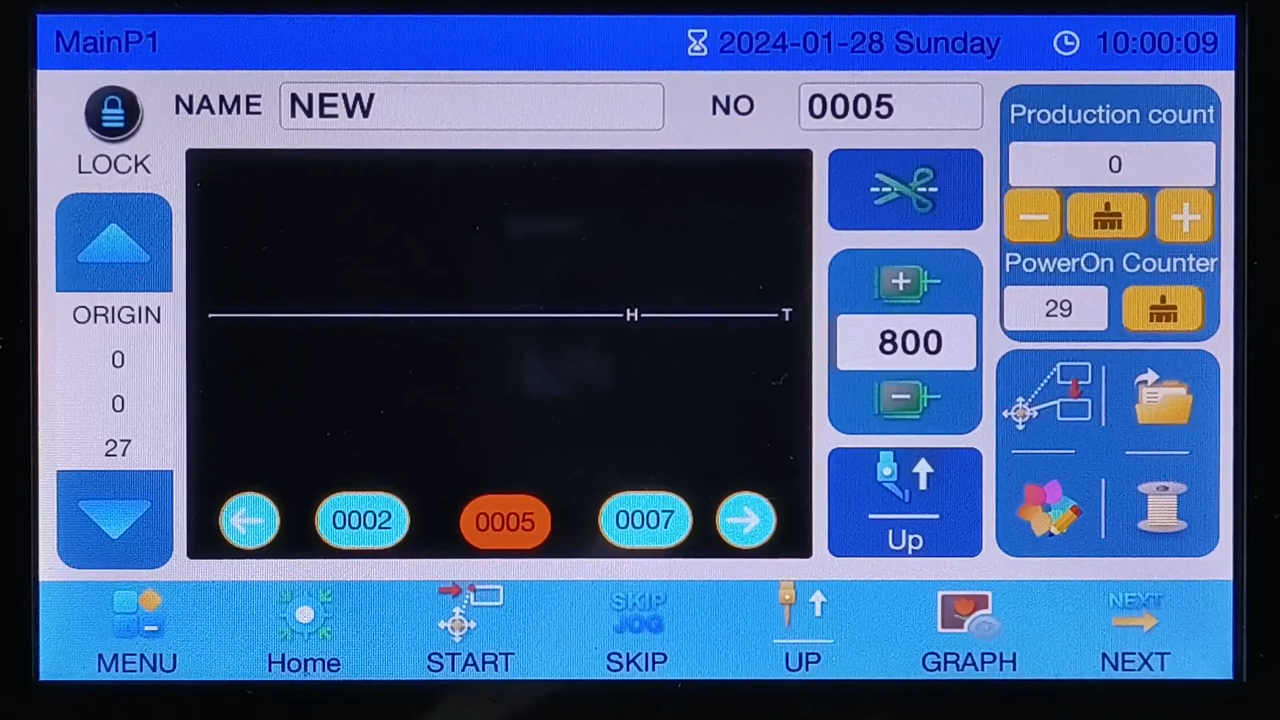 MainP1 2024-01-28 Sunday 10:00:09
NAME NEW NO 0005
LOCK
ORIGIN
0
0
27
H T
0002 0005 0007
800
Up
Production count
0
PowerOn Counter
29
SKIP JOG NEXT
MENU Home START SKIP UP GRAPH NEXT